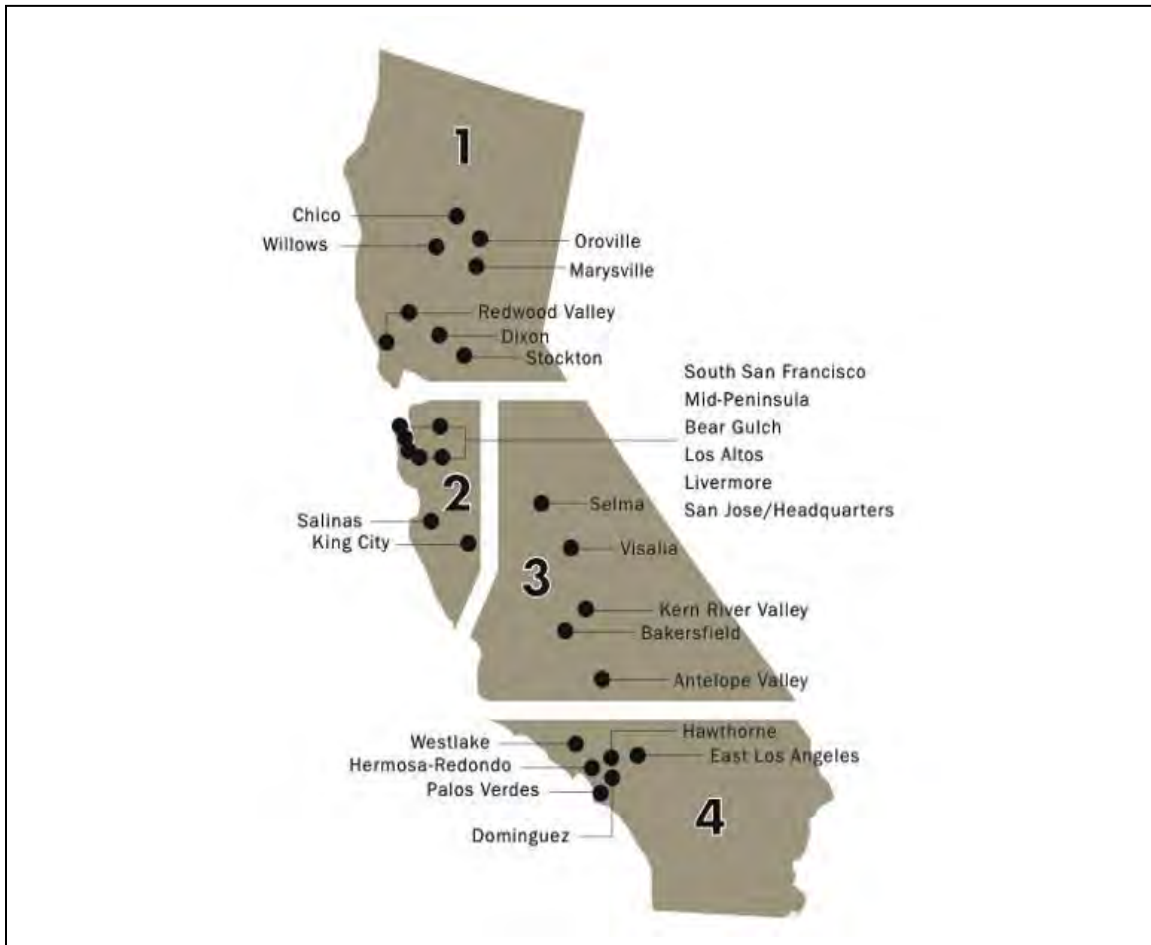 1
Chico
Willows
Oroville
Marysville
Redwood Valley
Dixon
Stockton
South San Francisco
Mid-Peninsula
Bear Gulch
Los Altos
Livermore
San Jose/Headquarters
2
Salinas
King City
Selma
Visalia
3
Kern River Valley
Bakersfield
Antelope Valley
Westlake
Hawthorne
Hermosa-Redondo
East Los Angeles
Palos Verdes
Dominguez
4